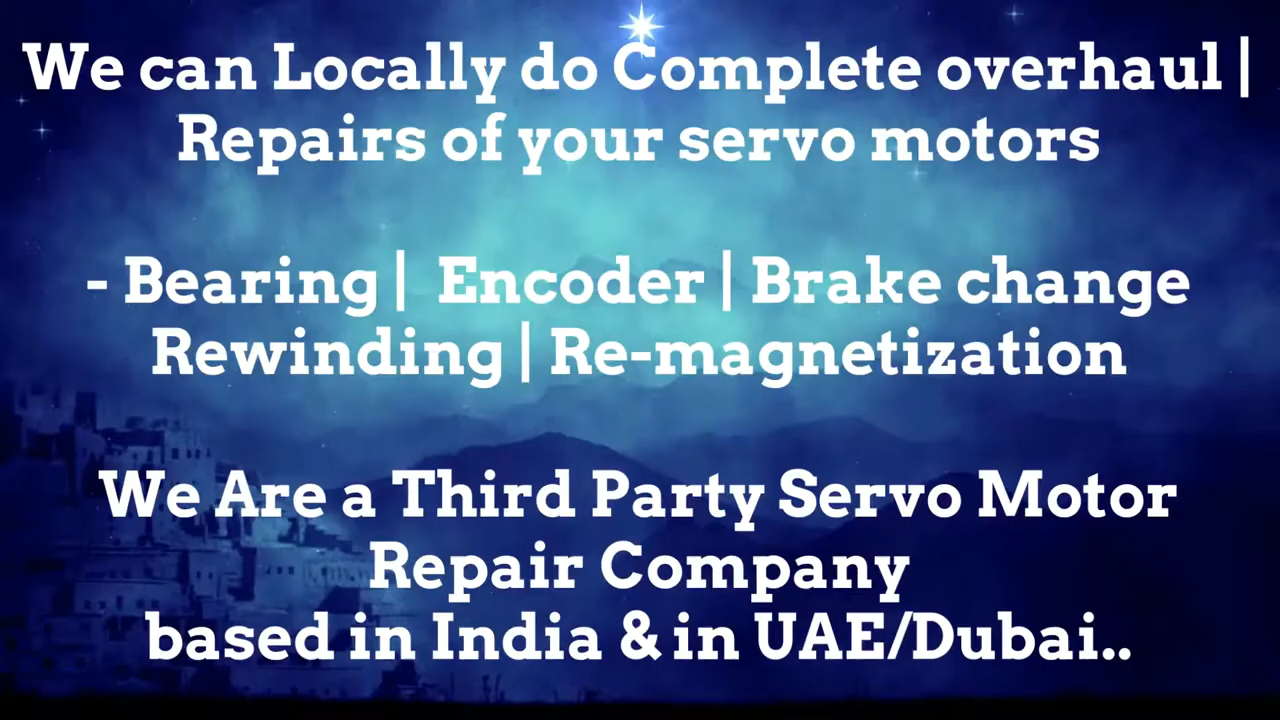 We can Locally do Complete overhaul |
Repairs of your servo motors
- Bearing | Encoder | Brake change
Rewinding | Re-magnetization
We Are a Third Party Servo Motor
Repair Company
based in India & in UAE/Dubai..